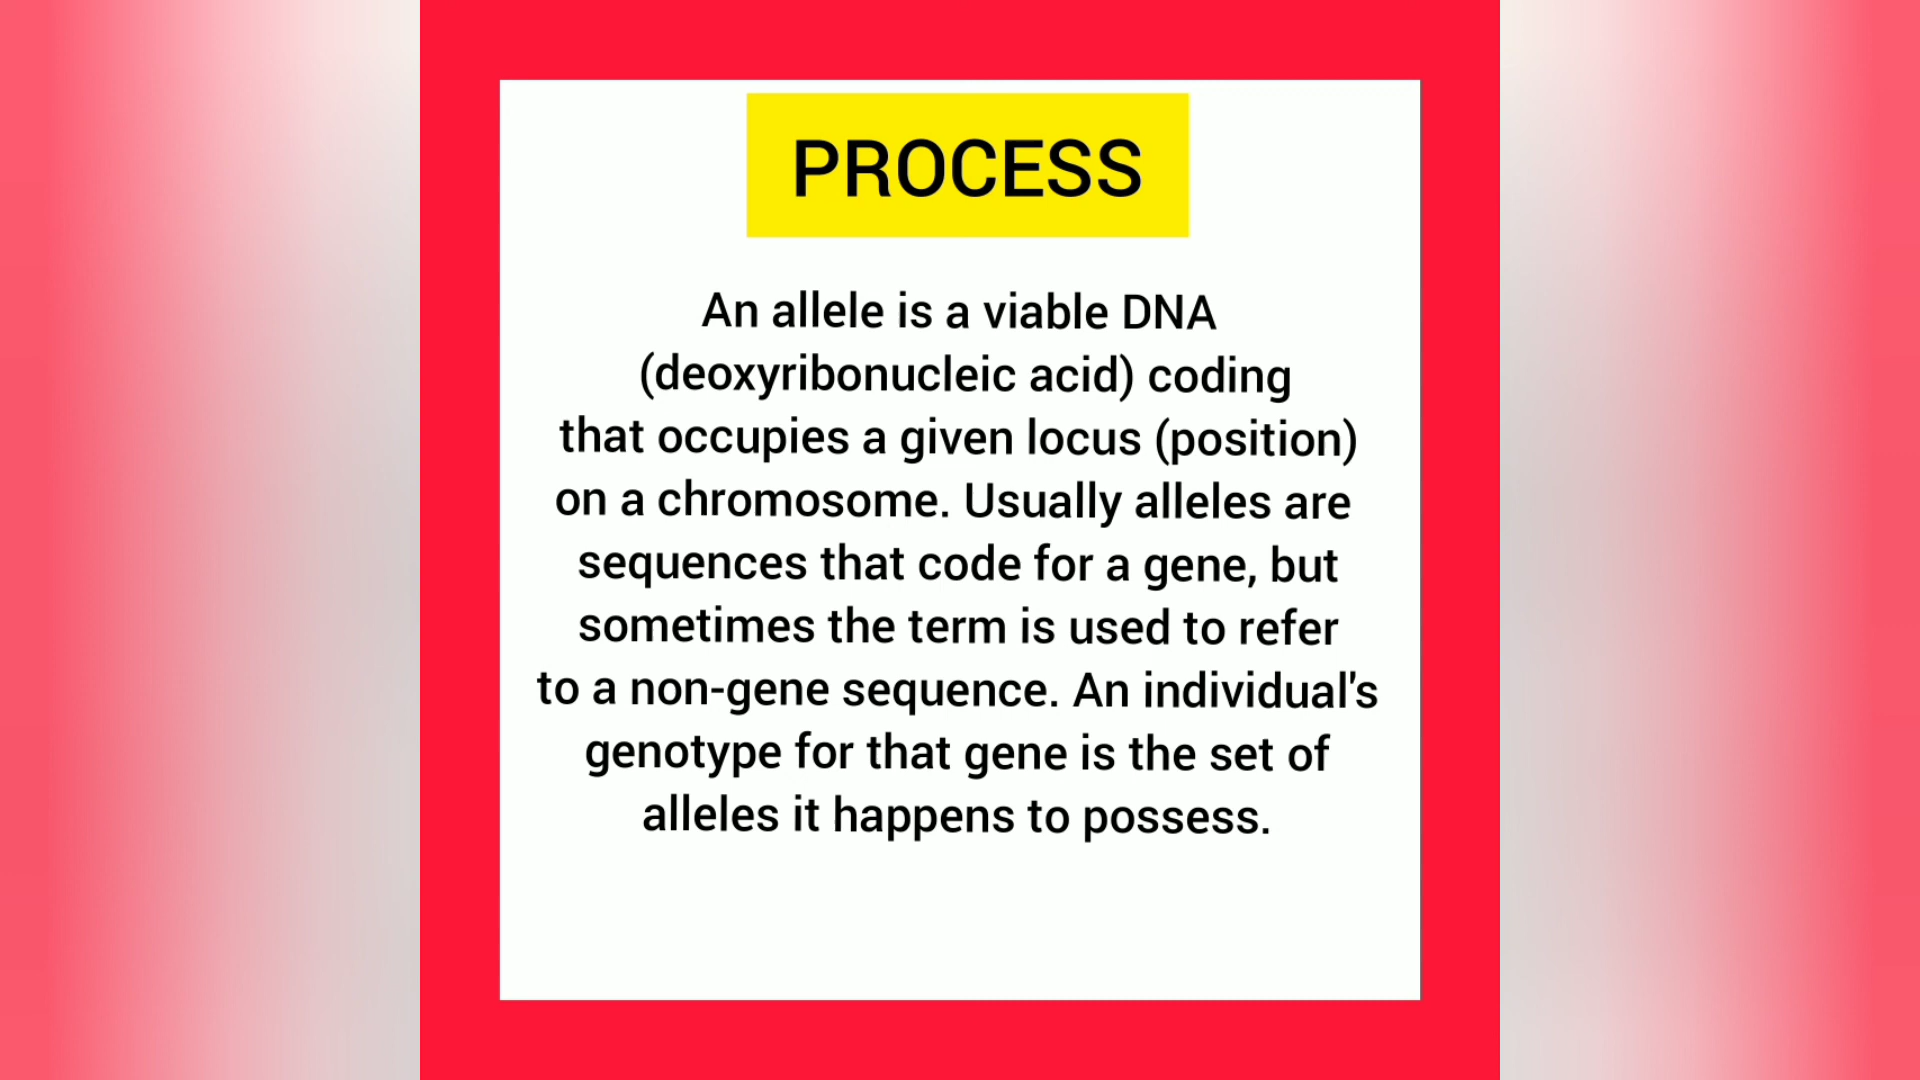 PROCESS
An allele is a viable DNA
(deoxyribonucleic acid) coding
that occupies a given locus (position)
on a chromosome. Usually alleles are
sequences that code for a gene, but
sometimes the term is used to refer
to a non-gene sequence. An individual's
genotype for that gene is the set of
alleles it happens to possess.